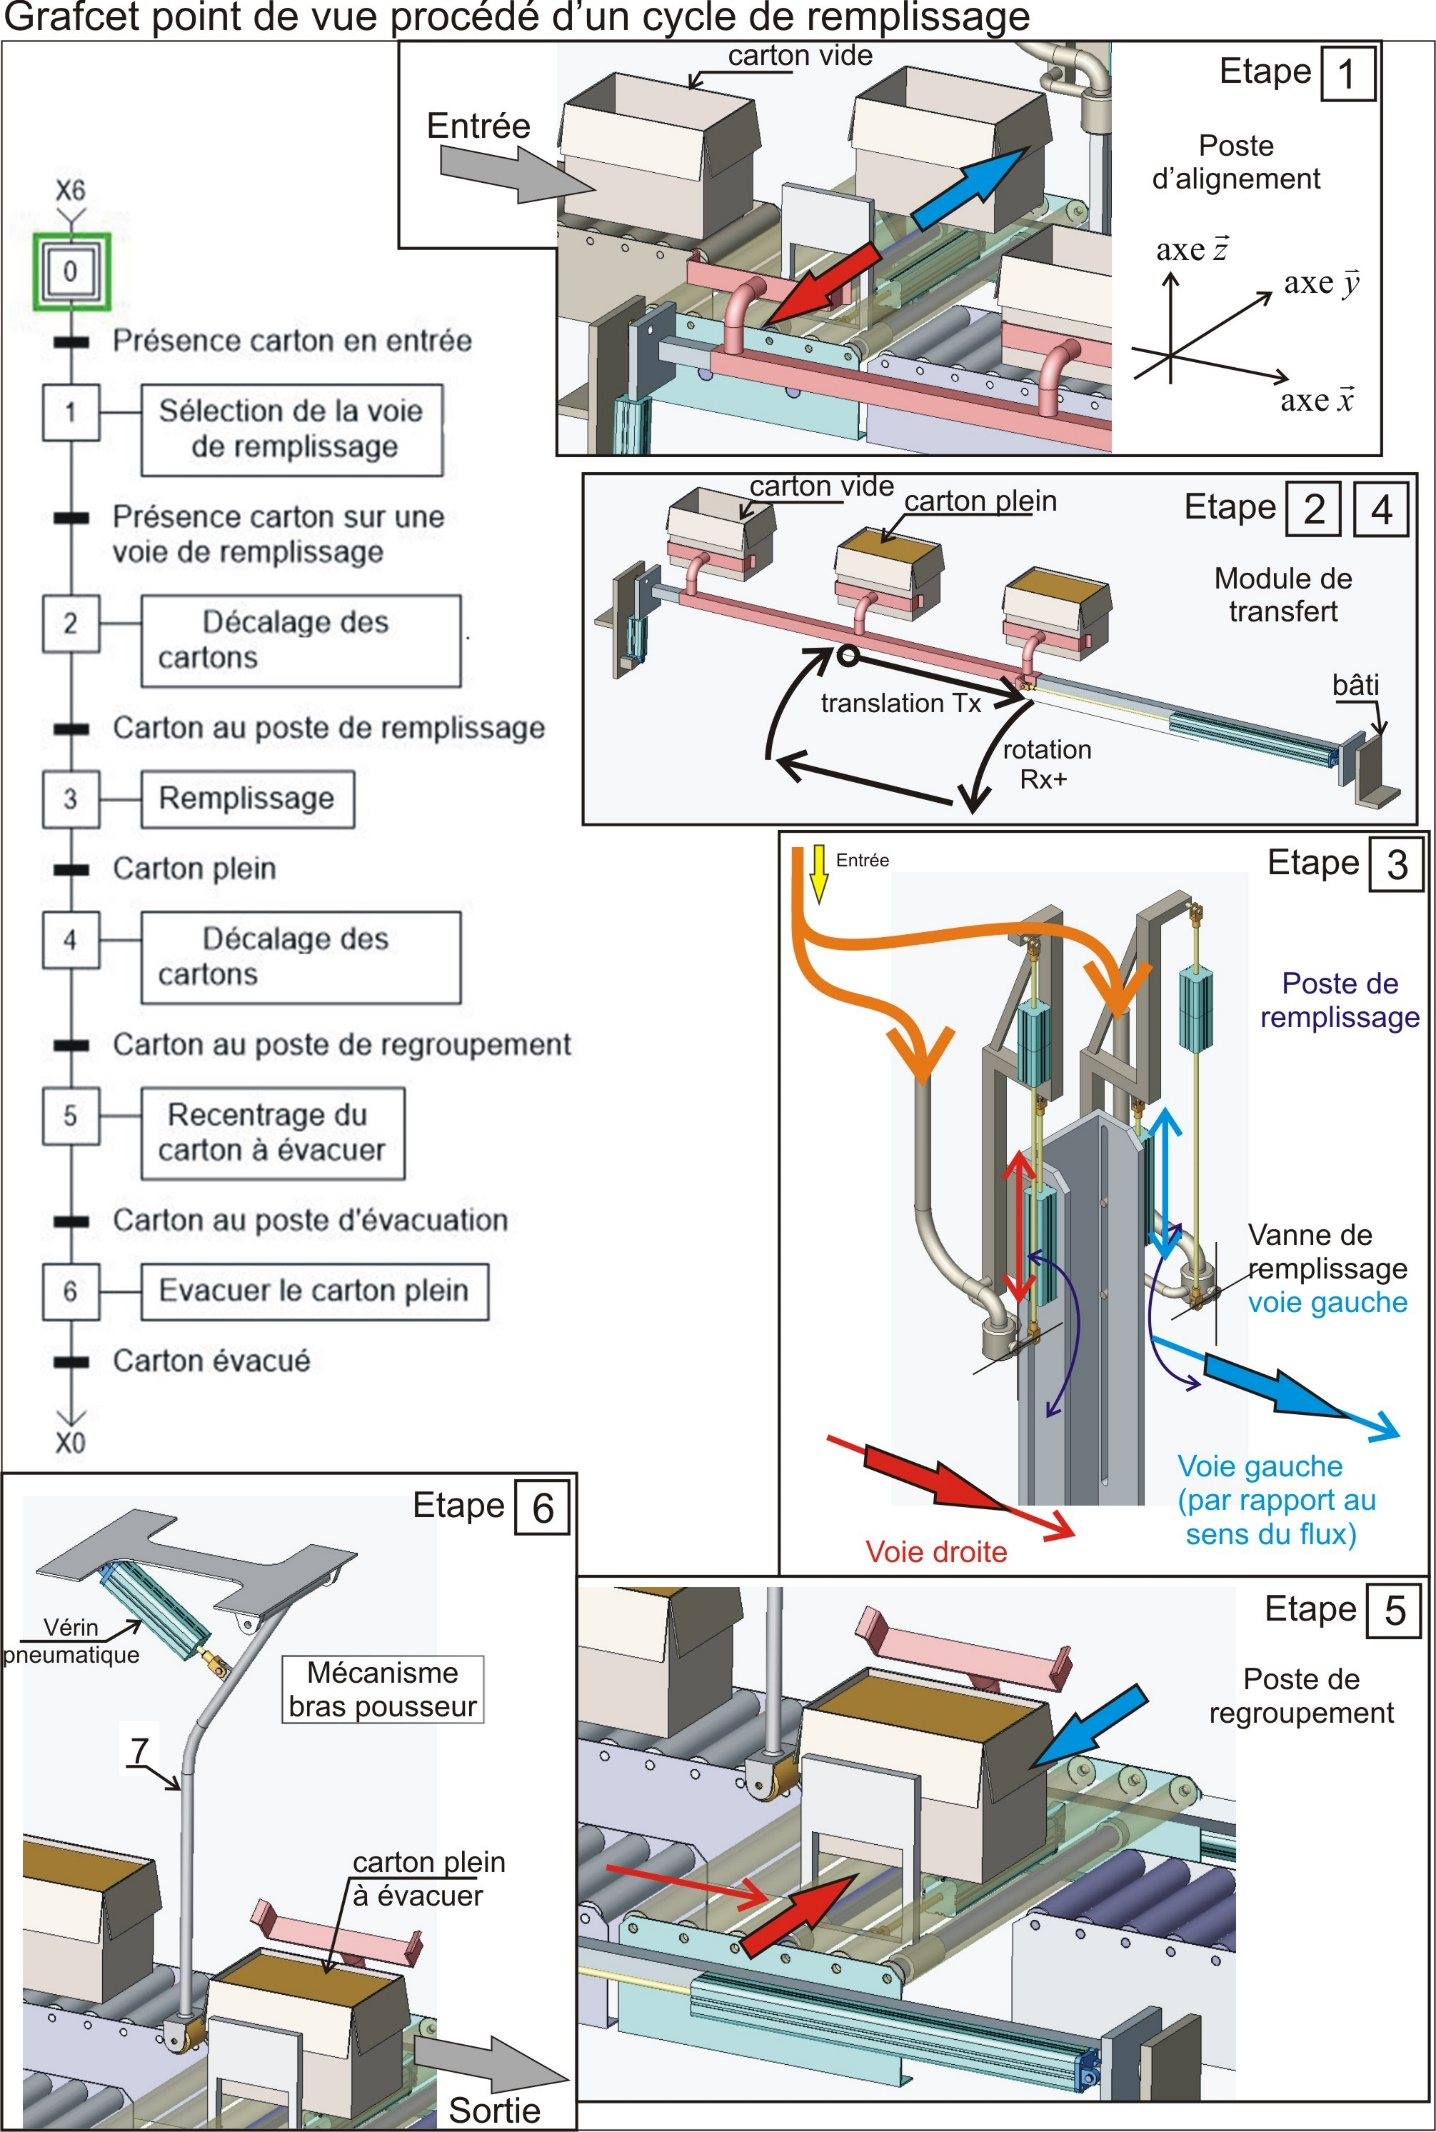 Grafcet point de vue procédé d'un cycle de remplissage
X6
0
Présence carton en entrée
1
Sélection de la voie
de remplissage
Présence carton sur une
voie de remplissage
2
Décalage des
cartons
Carton au poste de remplissage
3
Remplissage
Carton plein
4
Décalage des
cartons
Carton au poste de regroupement
5
Recentrage du
carton à évacuer
Carton au poste d'évacuation
6
Evacuer le carton plein
Carton évacué
X0
carton vide
Entrée
Etape 1
Poste
d'alignement
axe z⃗
axe y⃗
axe x⃗
carton vide
carton plein
Etape 2 4
Module de
transfert
translation Tx
rotation
Rx+
bâti
Entrée
Etape 3
Poste de
remplissage
Vanne de
remplissage
voie gauche
Voie gauche
(par rapport au
sens du flux)
Voie droite
Etape 6
Vérin
pneumatique
Mécanisme
bras pousseur
7
carton plein
à évacuer
Sortie
Etape 5
Poste de
regroupement